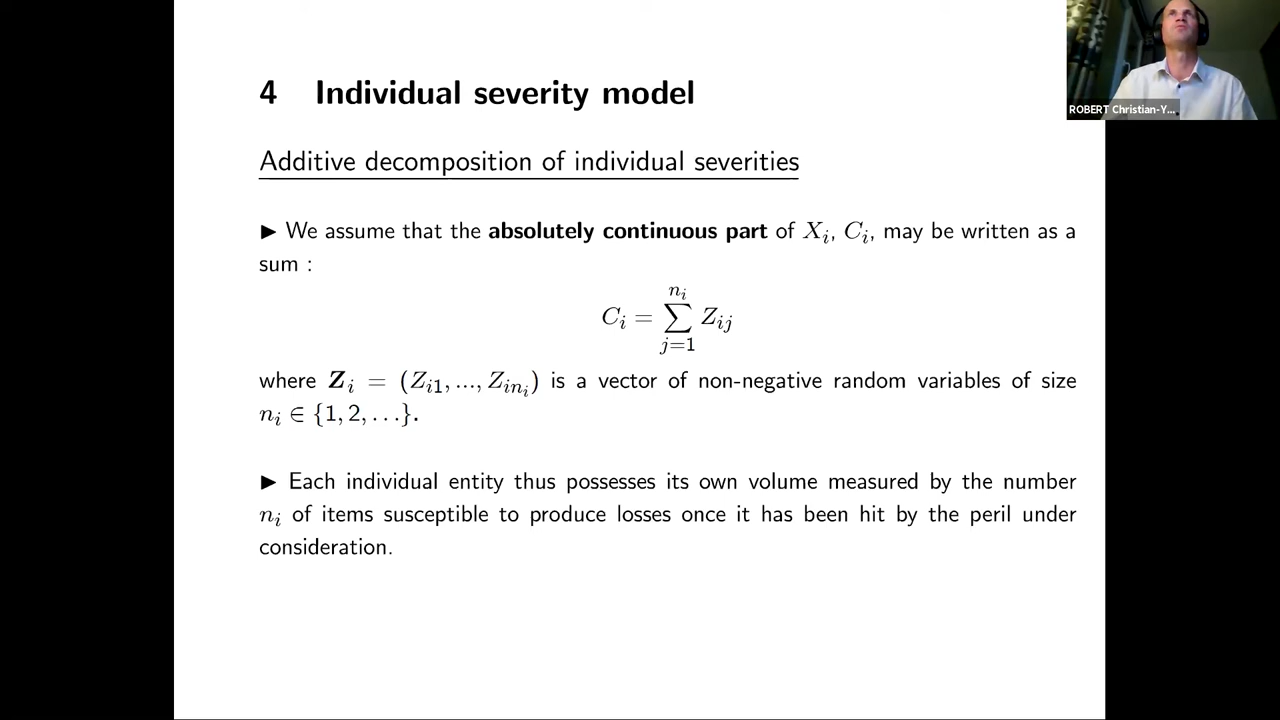 4 Individual severity model
Additive decomposition of individual severities
► We assume that the absolutely continuous part of X_i, C_i, may be written as a
sum :
C_i = \sum_{j=1}^{n_i} Z_{ij}
where Z_i = (Z_{i1}, ..., Z_{in_i}) is a vector of non-negative random variables of size
n_i ∈ {1, 2, . . .}.
► Each individual entity thus possesses its own volume measured by the number
n_i of items susceptible to produce losses once it has been hit by the peril under
consideration.
ROBERT Christian-Y...